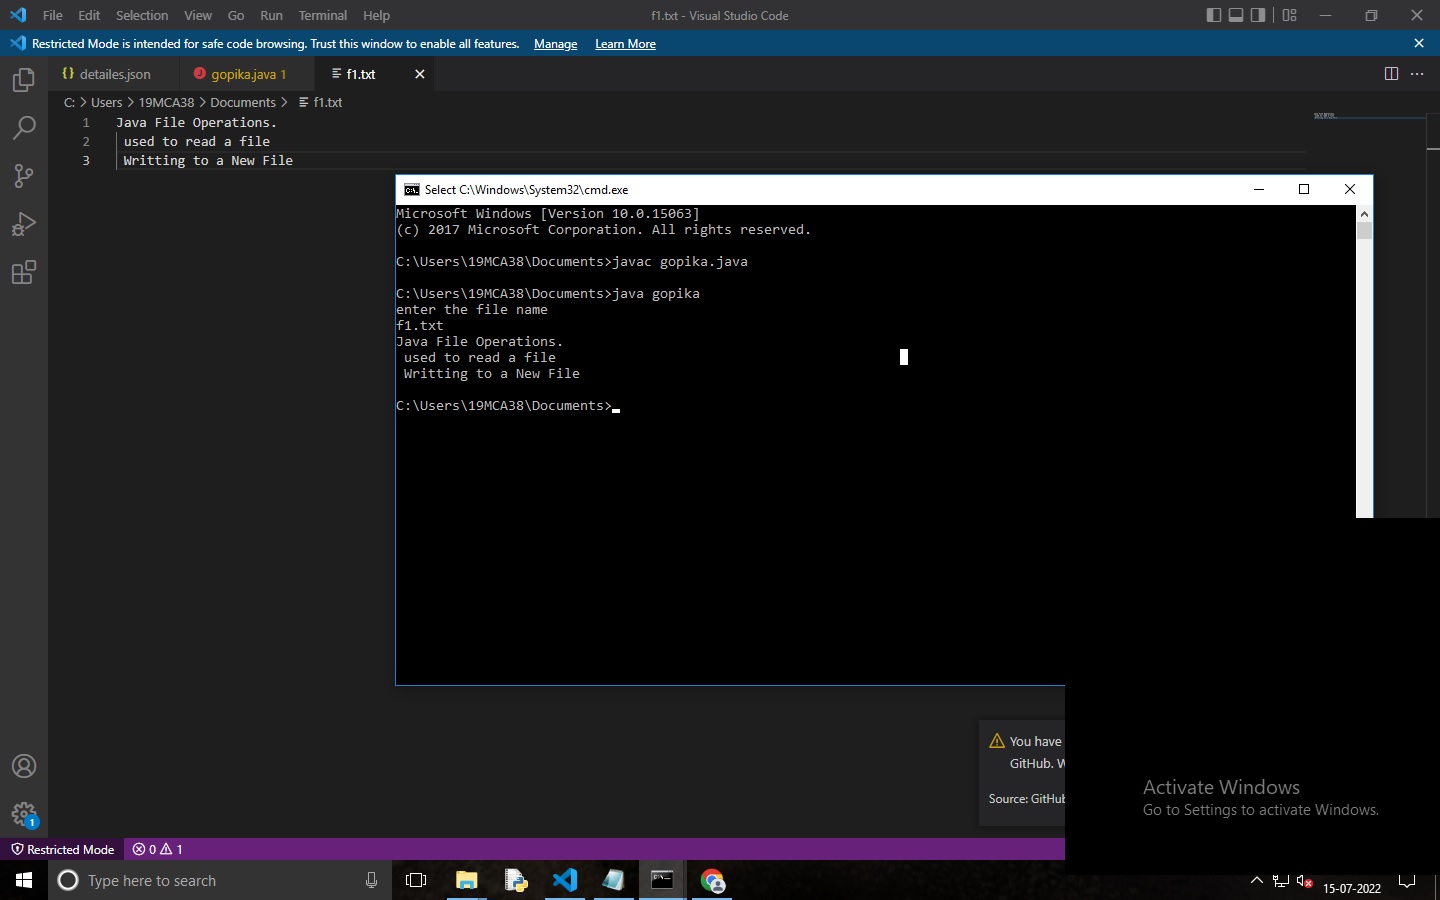 File Edit Selection View Go Run Terminal Help f1.txt - Visual Studio Code
Restricted Mode is intended for safe code browsing. Trust this window to enable all features. Manage Learn More
detailes.json gopika.java 1 f1.txt
C: > Users > 19MCA38 > Documents > f1.txt
1 Java File Operations.
2 used to read a file
3 Writting to a New File
Select C:\Windows\System32\cmd.exe
Microsoft Windows [Version 10.0.15063]
(c) 2017 Microsoft Corporation. All rights reserved.
C:\Users\19MCA38\Documents>javac gopika.java
C:\Users\19MCA38\Documents>java gopika
enter the file name
f1.txt
Java File Operations.
used to read a file
Writting to a New File
C:\Users\19MCA38\Documents>
You have
GitHub. W
Source: GitHub
Activate Windows
Go to Settings to activate Windows.
1
Restricted Mode 0 1
Type here to search
15-07-2022